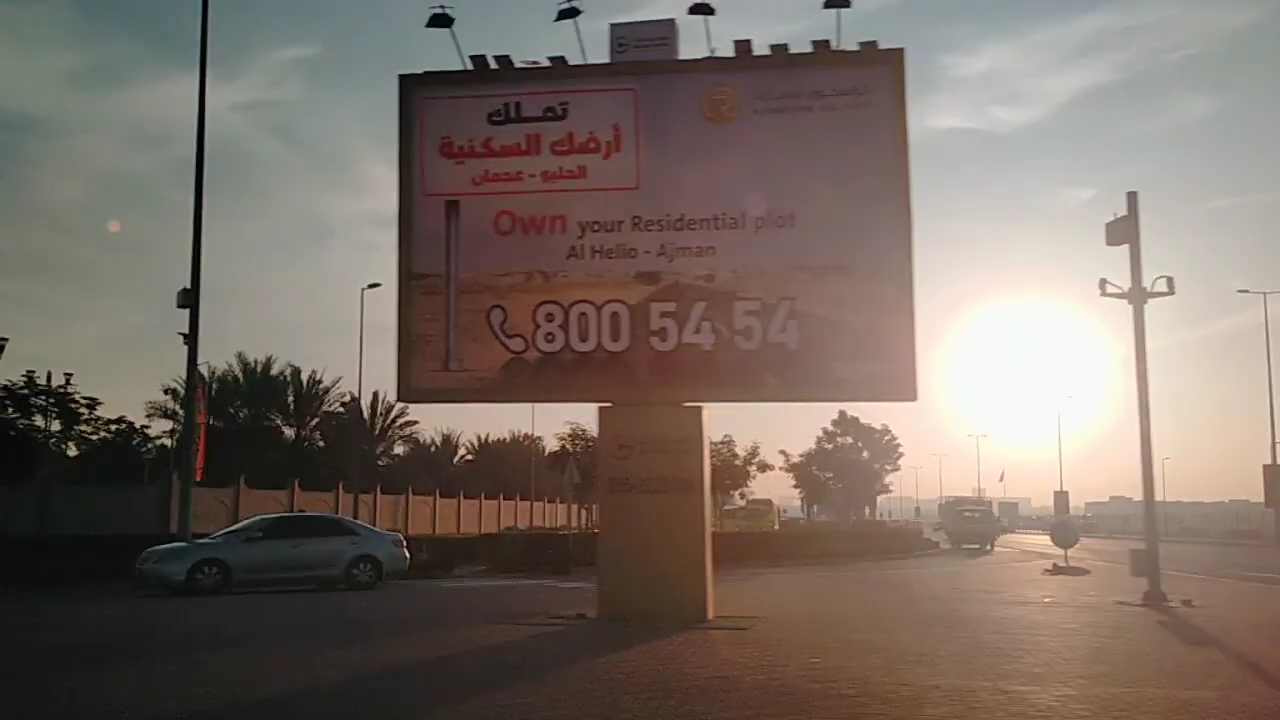 تملك
أرضك السكنية
الحليو - عجمان
Own your Residential plot
Al Helio - Ajman
800 54 54